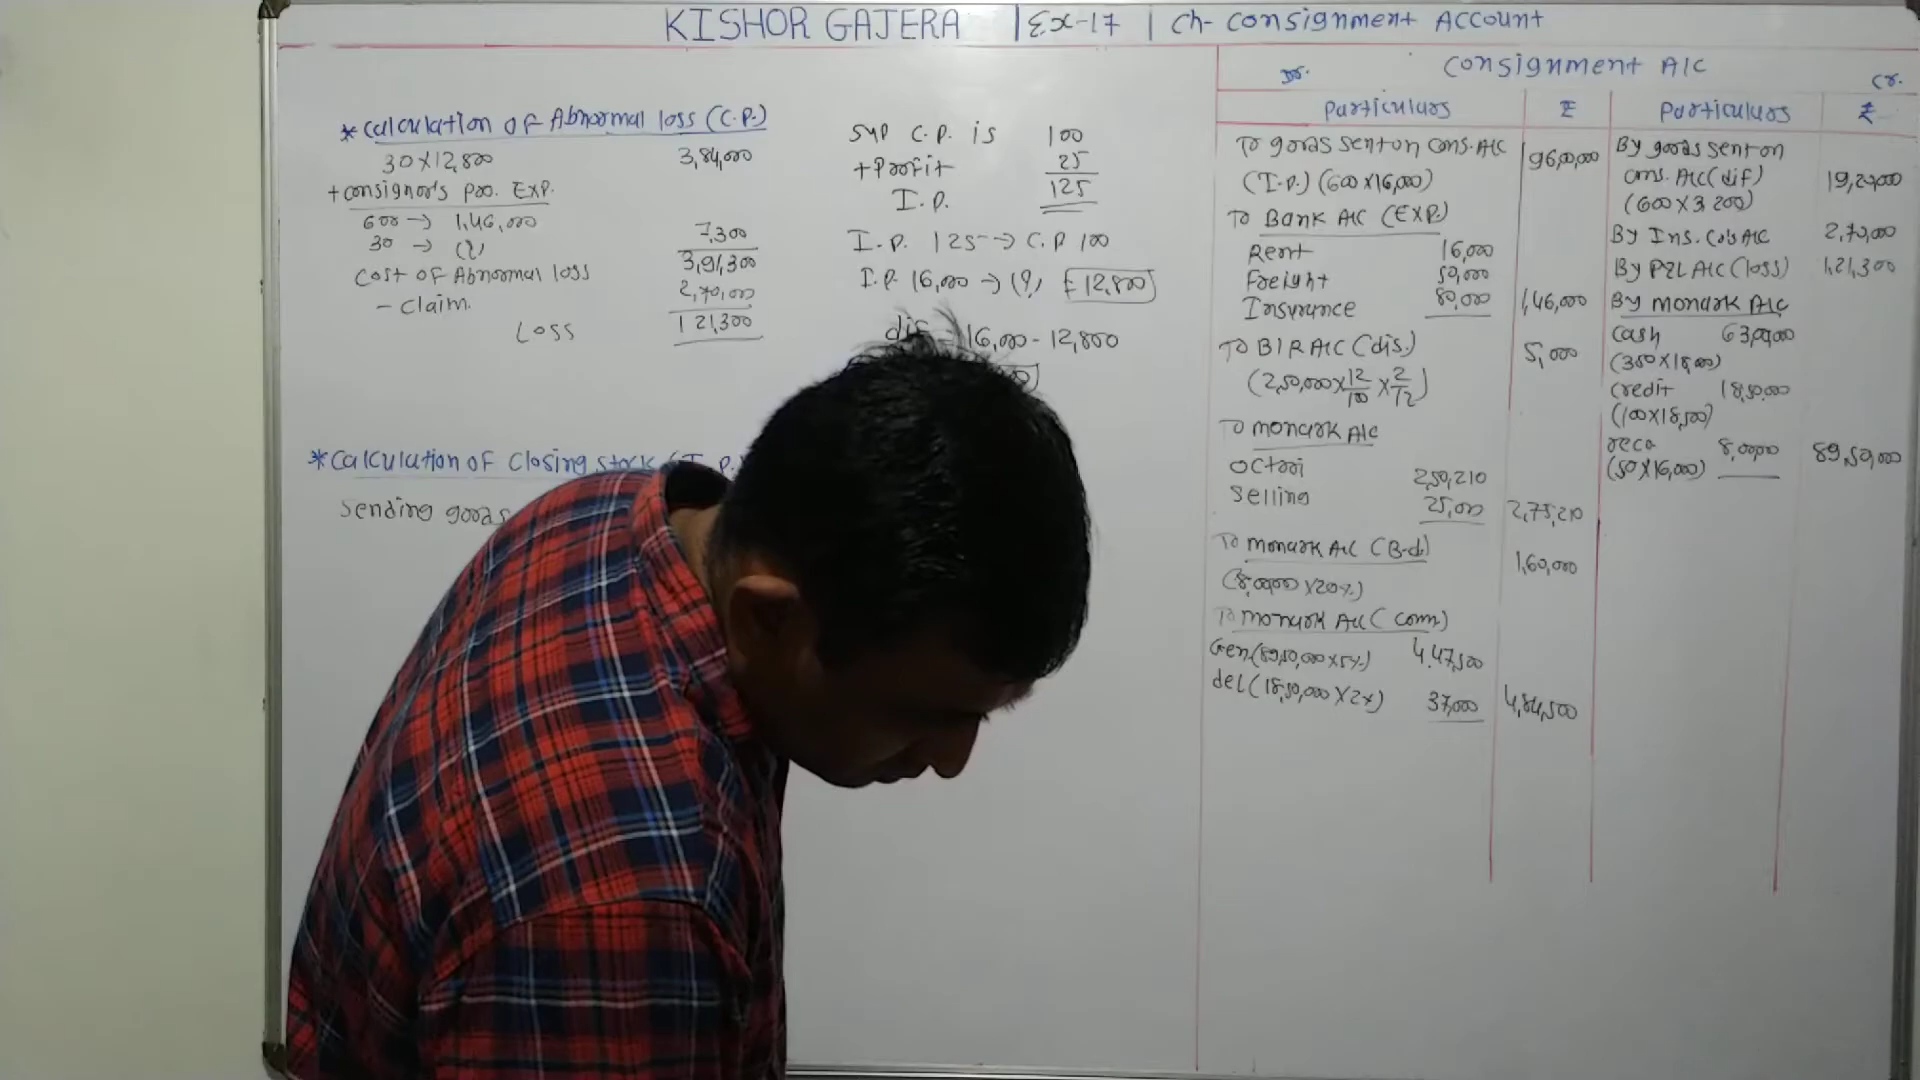 KISHOR GAJERA | Ex-17 | Ch- Consignment Account
* Calculation of Abnormal loss (C.P.)
30 X 12,800 3,84,000
+ consignor's pro. Exp.
600 → 1,46,000
30 → (?) 7,300
Cost of Abnormal loss 3,91,300
- Claim. 2,70,000
Loss 1,21,300
Sup C.P. is 100
+ Profit 25
I.P. 125
I.P. 125 → C.P 100
I.P. 16,000 → (?) 12,800
dif = 16,000 - 12,800
* Calculation of Closing stock (I.P.
Sending goods
Consignment A/c
Dr. Cr.
Particulars ₹ Particulars ₹
To goods sent on cons. A/c 96,00,000
(I.P.) (600 X 16,000)
To Bank A/c (Exp.)
Rent 16,000
Freight 50,000
Insurance 80,000 1,46,000
To B/R A/c (dis.) 5,000
(2,50,000 X 12/100 X 2/12)
To monark A/c
Octroi 2,50,210
Selling 25,000 2,75,210
To monark A/c (B.d.) 1,60,000
(8,00,000 X 20%)
To monark A/c (Comm.)
Gen (89,50,000 X 5%) 4,47,500
del (18,50,000 X 2%) 37,000 4,84,500
By goods sent on
cons. A/c (dif) 19,20,000
(600 X 3,200)
By Ins. Co's A/c 2,70,000
By P&L A/c (loss) 1,21,300
By monark A/c
Cash 63,00,000
(350 X 18,000)
Credit 18,50,000
(100 X 18,500)
8,00,000 89,50,000
(50 X 16,000)